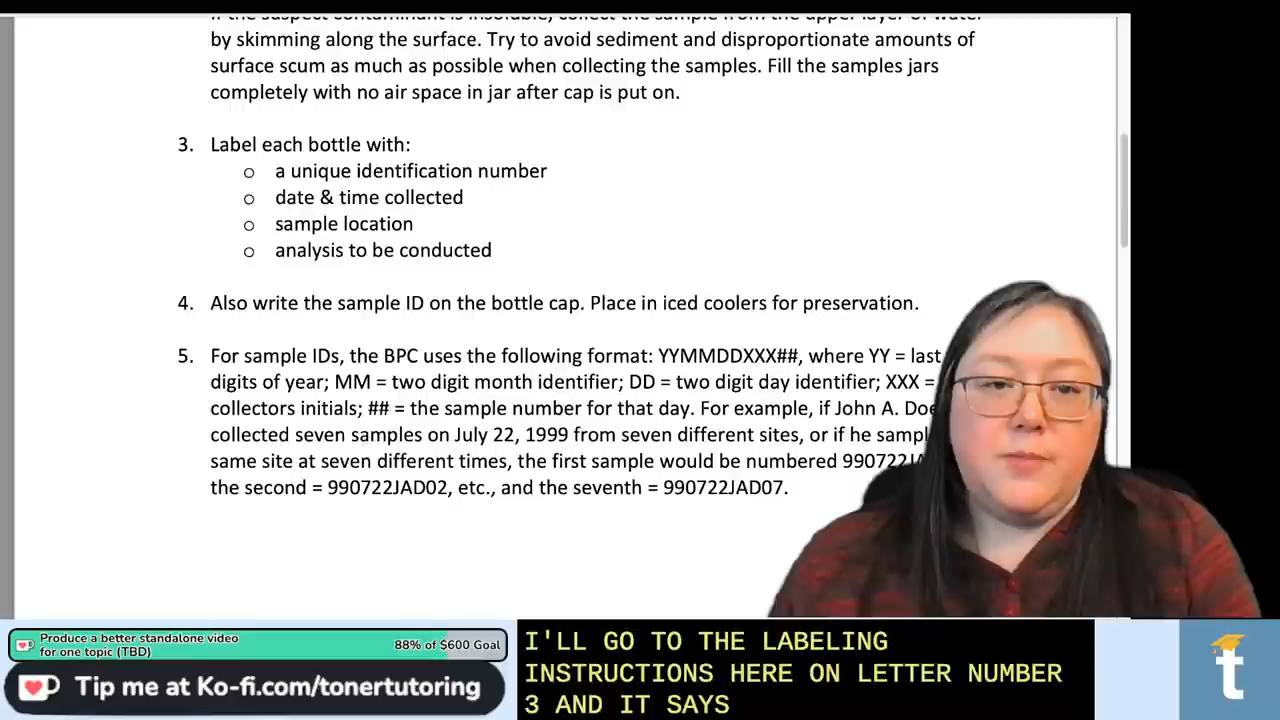 by skimming along the surface. Try to avoid sediment and disproportionate amounts of
surface scum as much as possible when collecting the samples. Fill the samples jars
completely with no air space in jar after cap is put on.
3. Label each bottle with:
o a unique identification number
o date & time collected
o sample location
o analysis to be conducted
4. Also write the sample ID on the bottle cap. Place in iced coolers for preservation.
5. For sample IDs, the BPC uses the following format: YYMMDDXXX##, where YY = last
digits of year; MM = two digit month identifier; DD = two digit day identifier; XXX =
collectors initials; ## = the sample number for that day. For example, if John A. Doe
collected seven samples on July 22, 1999 from seven different sites, or if he
same site at seven different times, the first sample would be numbered
the second = 990722JAD02, etc., and the seventh = 990722JAD07.
Produce a better standalone video
for one topic (TBD)
88% of $600 Goal
Tip me at Ko-fi.com/tonertutoring
I'LL GO TO THE LABELING
INSTRUCTIONS HERE ON LETTER NUMBER
3 AND IT SAYS
t